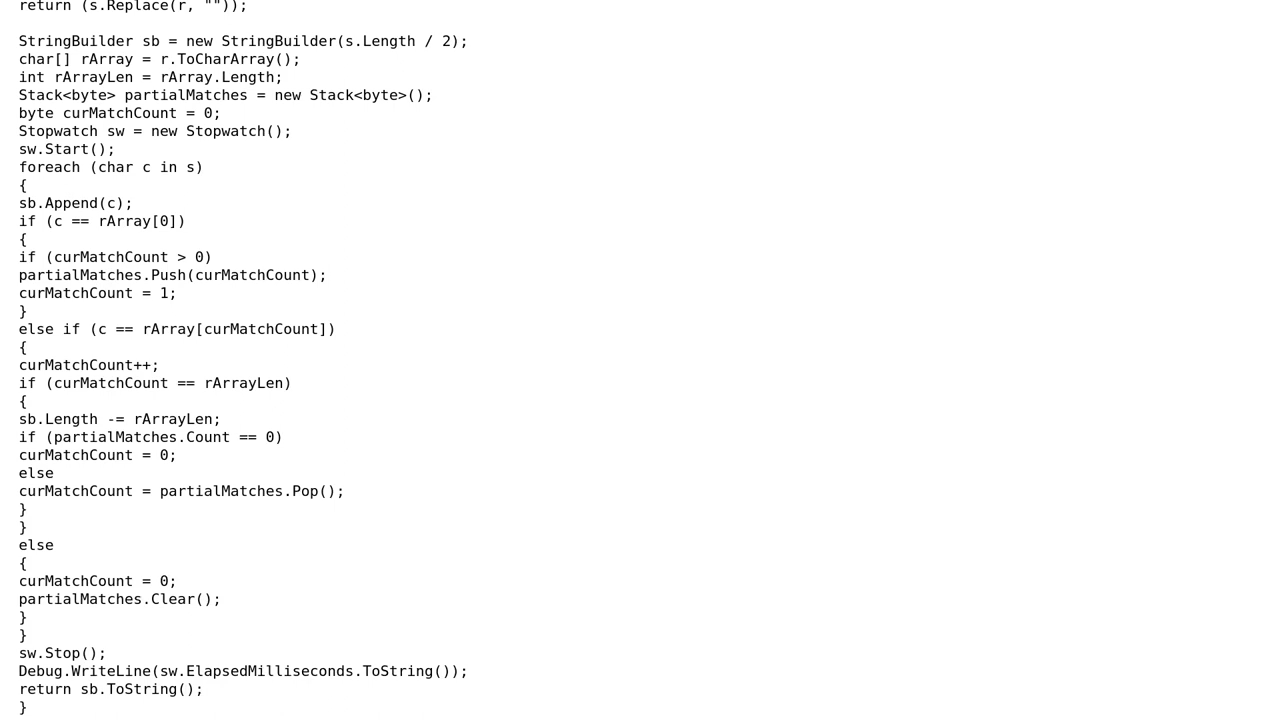 return (s.Replace(r, ""));
StringBuilder sb = new StringBuilder(s.Length / 2);
char[] rArray = r.ToCharArray();
int rArrayLen = rArray.Length;
Stack<byte> partialMatches = new Stack<byte>();
byte curMatchCount = 0;
Stopwatch sw = new Stopwatch();
sw.Start();
foreach (char c in s)
{
sb.Append(c);
if (c == rArray[0])
{
if (curMatchCount > 0)
partialMatches.Push(curMatchCount);
curMatchCount = 1;
}
else if (c == rArray[curMatchCount])
{
curMatchCount++;
if (curMatchCount == rArrayLen)
{
sb.Length -= rArrayLen;
if (partialMatches.Count == 0)
curMatchCount = 0;
else
curMatchCount = partialMatches.Pop();
}
}
else
{
curMatchCount = 0;
partialMatches.Clear();
}
}
sw.Stop();
Debug.WriteLine(sw.ElapsedMilliseconds.ToString());
return sb.ToString();
}